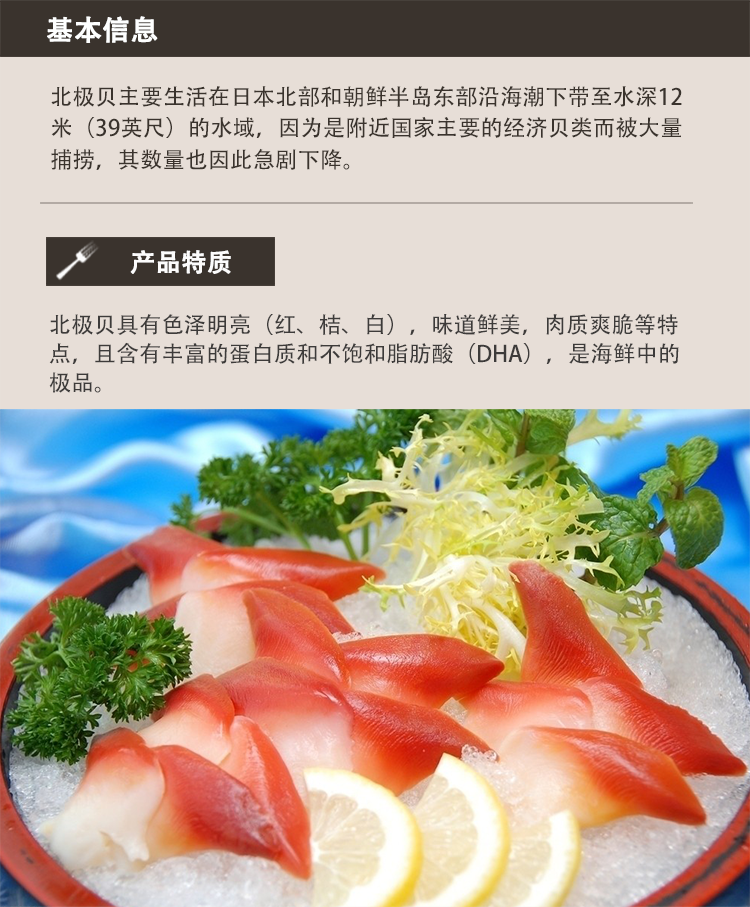 基本信息
北极贝主要生活在日本北部和朝鲜半岛东部沿海潮下带至水深12
米（39英尺）的水域，因为是附近国家主要的经济贝类而被大量
捕捞，其数量也因此急剧下降。
产品特质
北极贝具有色泽明亮（红、桔、白），味道鲜美，肉质爽脆等特
点，且含有丰富的蛋白质和不饱和脂肪酸（DHA），是海鲜中的
极品。